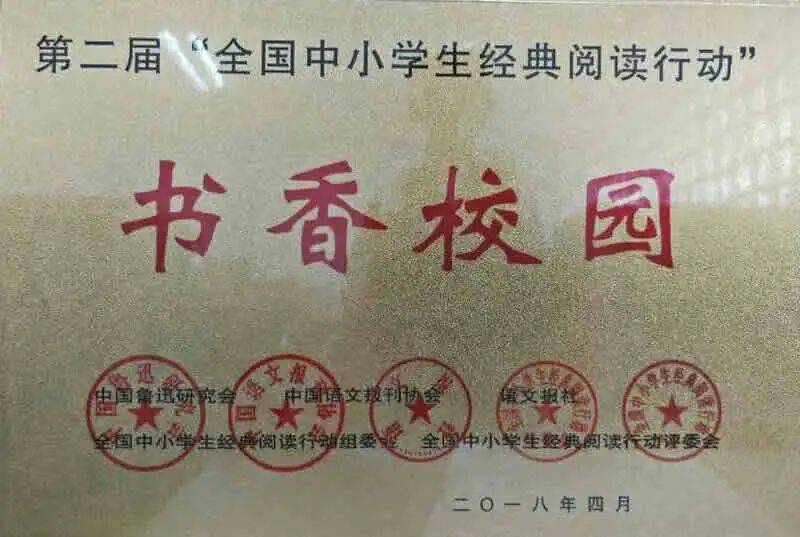 第二届“全国中小学生经典阅读行动”
书香校园
中国鲁迅研究会 中国语文报刊协会 语文报社
全国中小学生经典阅读行动组委会 全国中小学生经典阅读行动评委会
二〇一八年四月